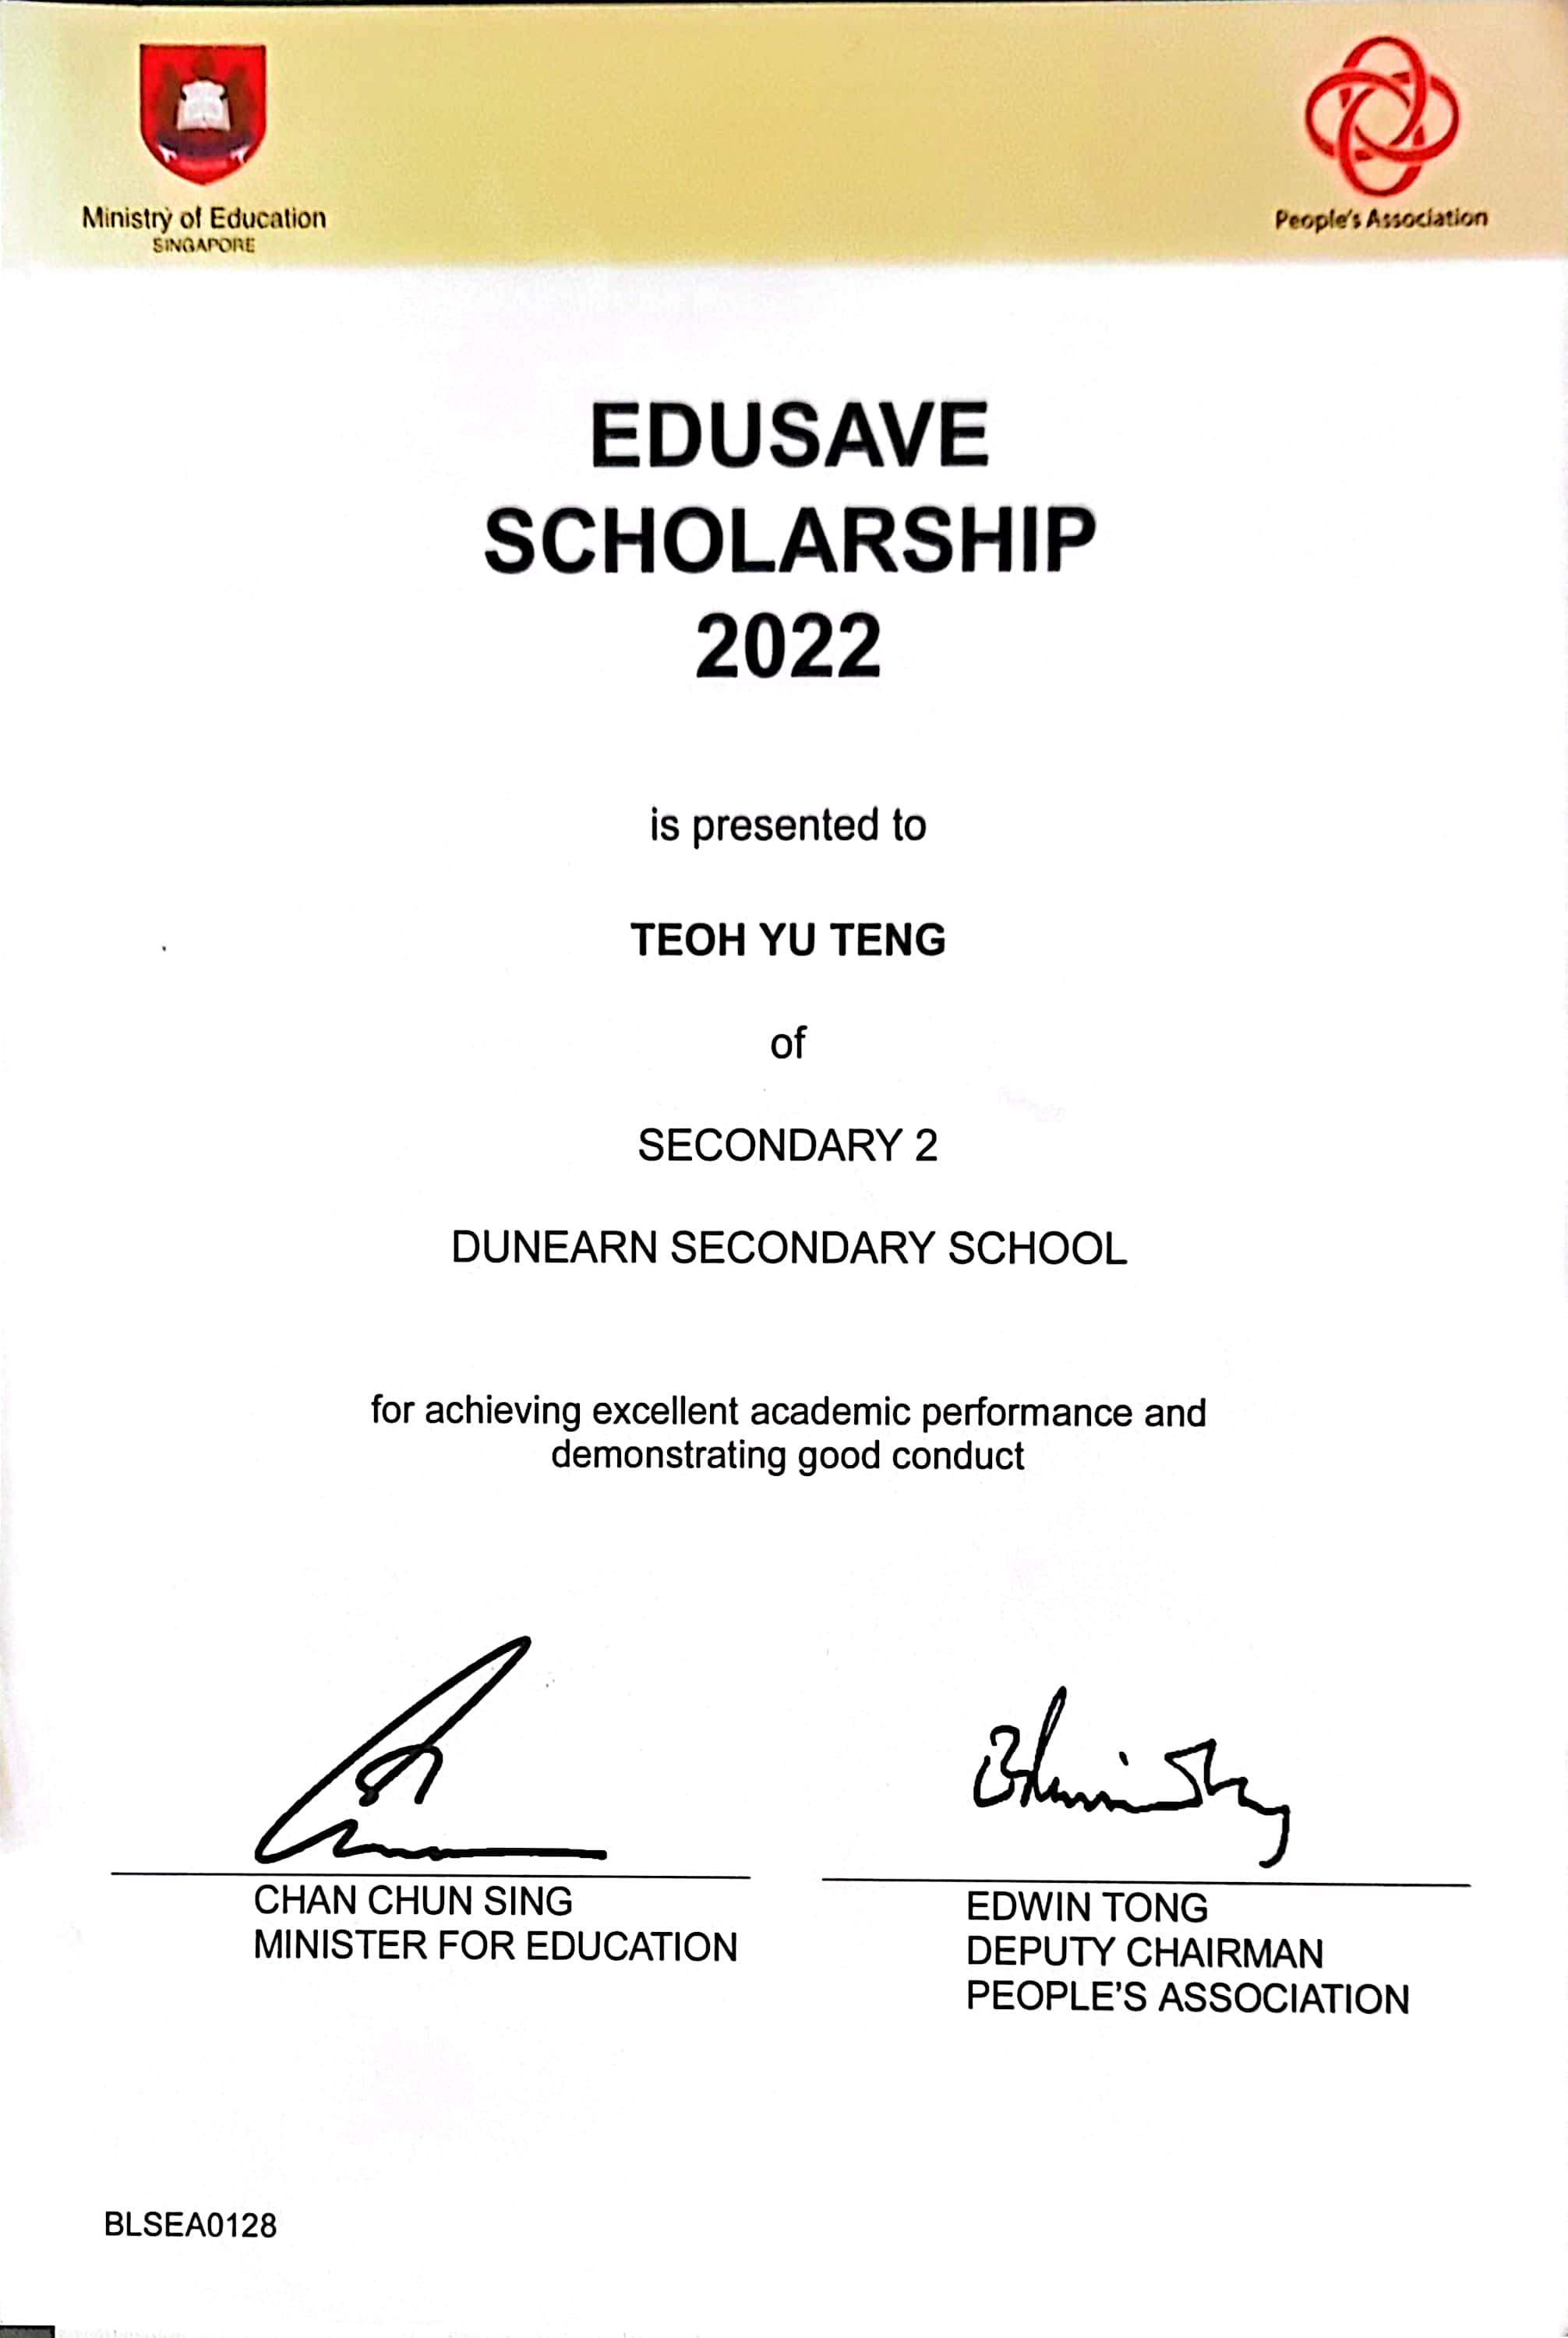 Ministry of Education
SINGAPORE
People's Association
EDUSAVE
SCHOLARSHIP
2022
is presented to
TEOH YU TENG
of
SECONDARY 2
DUNEARN SECONDARY SCHOOL
for achieving excellent academic performance and
demonstrating good conduct
CHAN CHUN SING
MINISTER FOR EDUCATION
EDWIN TONG
DEPUTY CHAIRMAN
PEOPLE'S ASSOCIATION
BLSEA0128